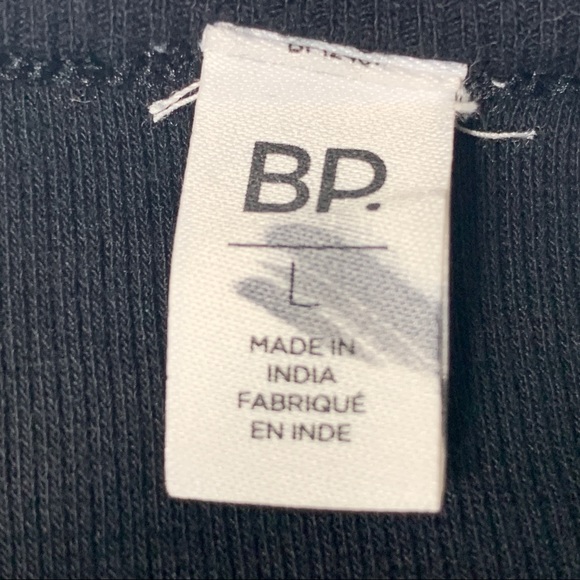 BP.
L
MADE IN
INDIA
FABRIQUÉ
EN INDE